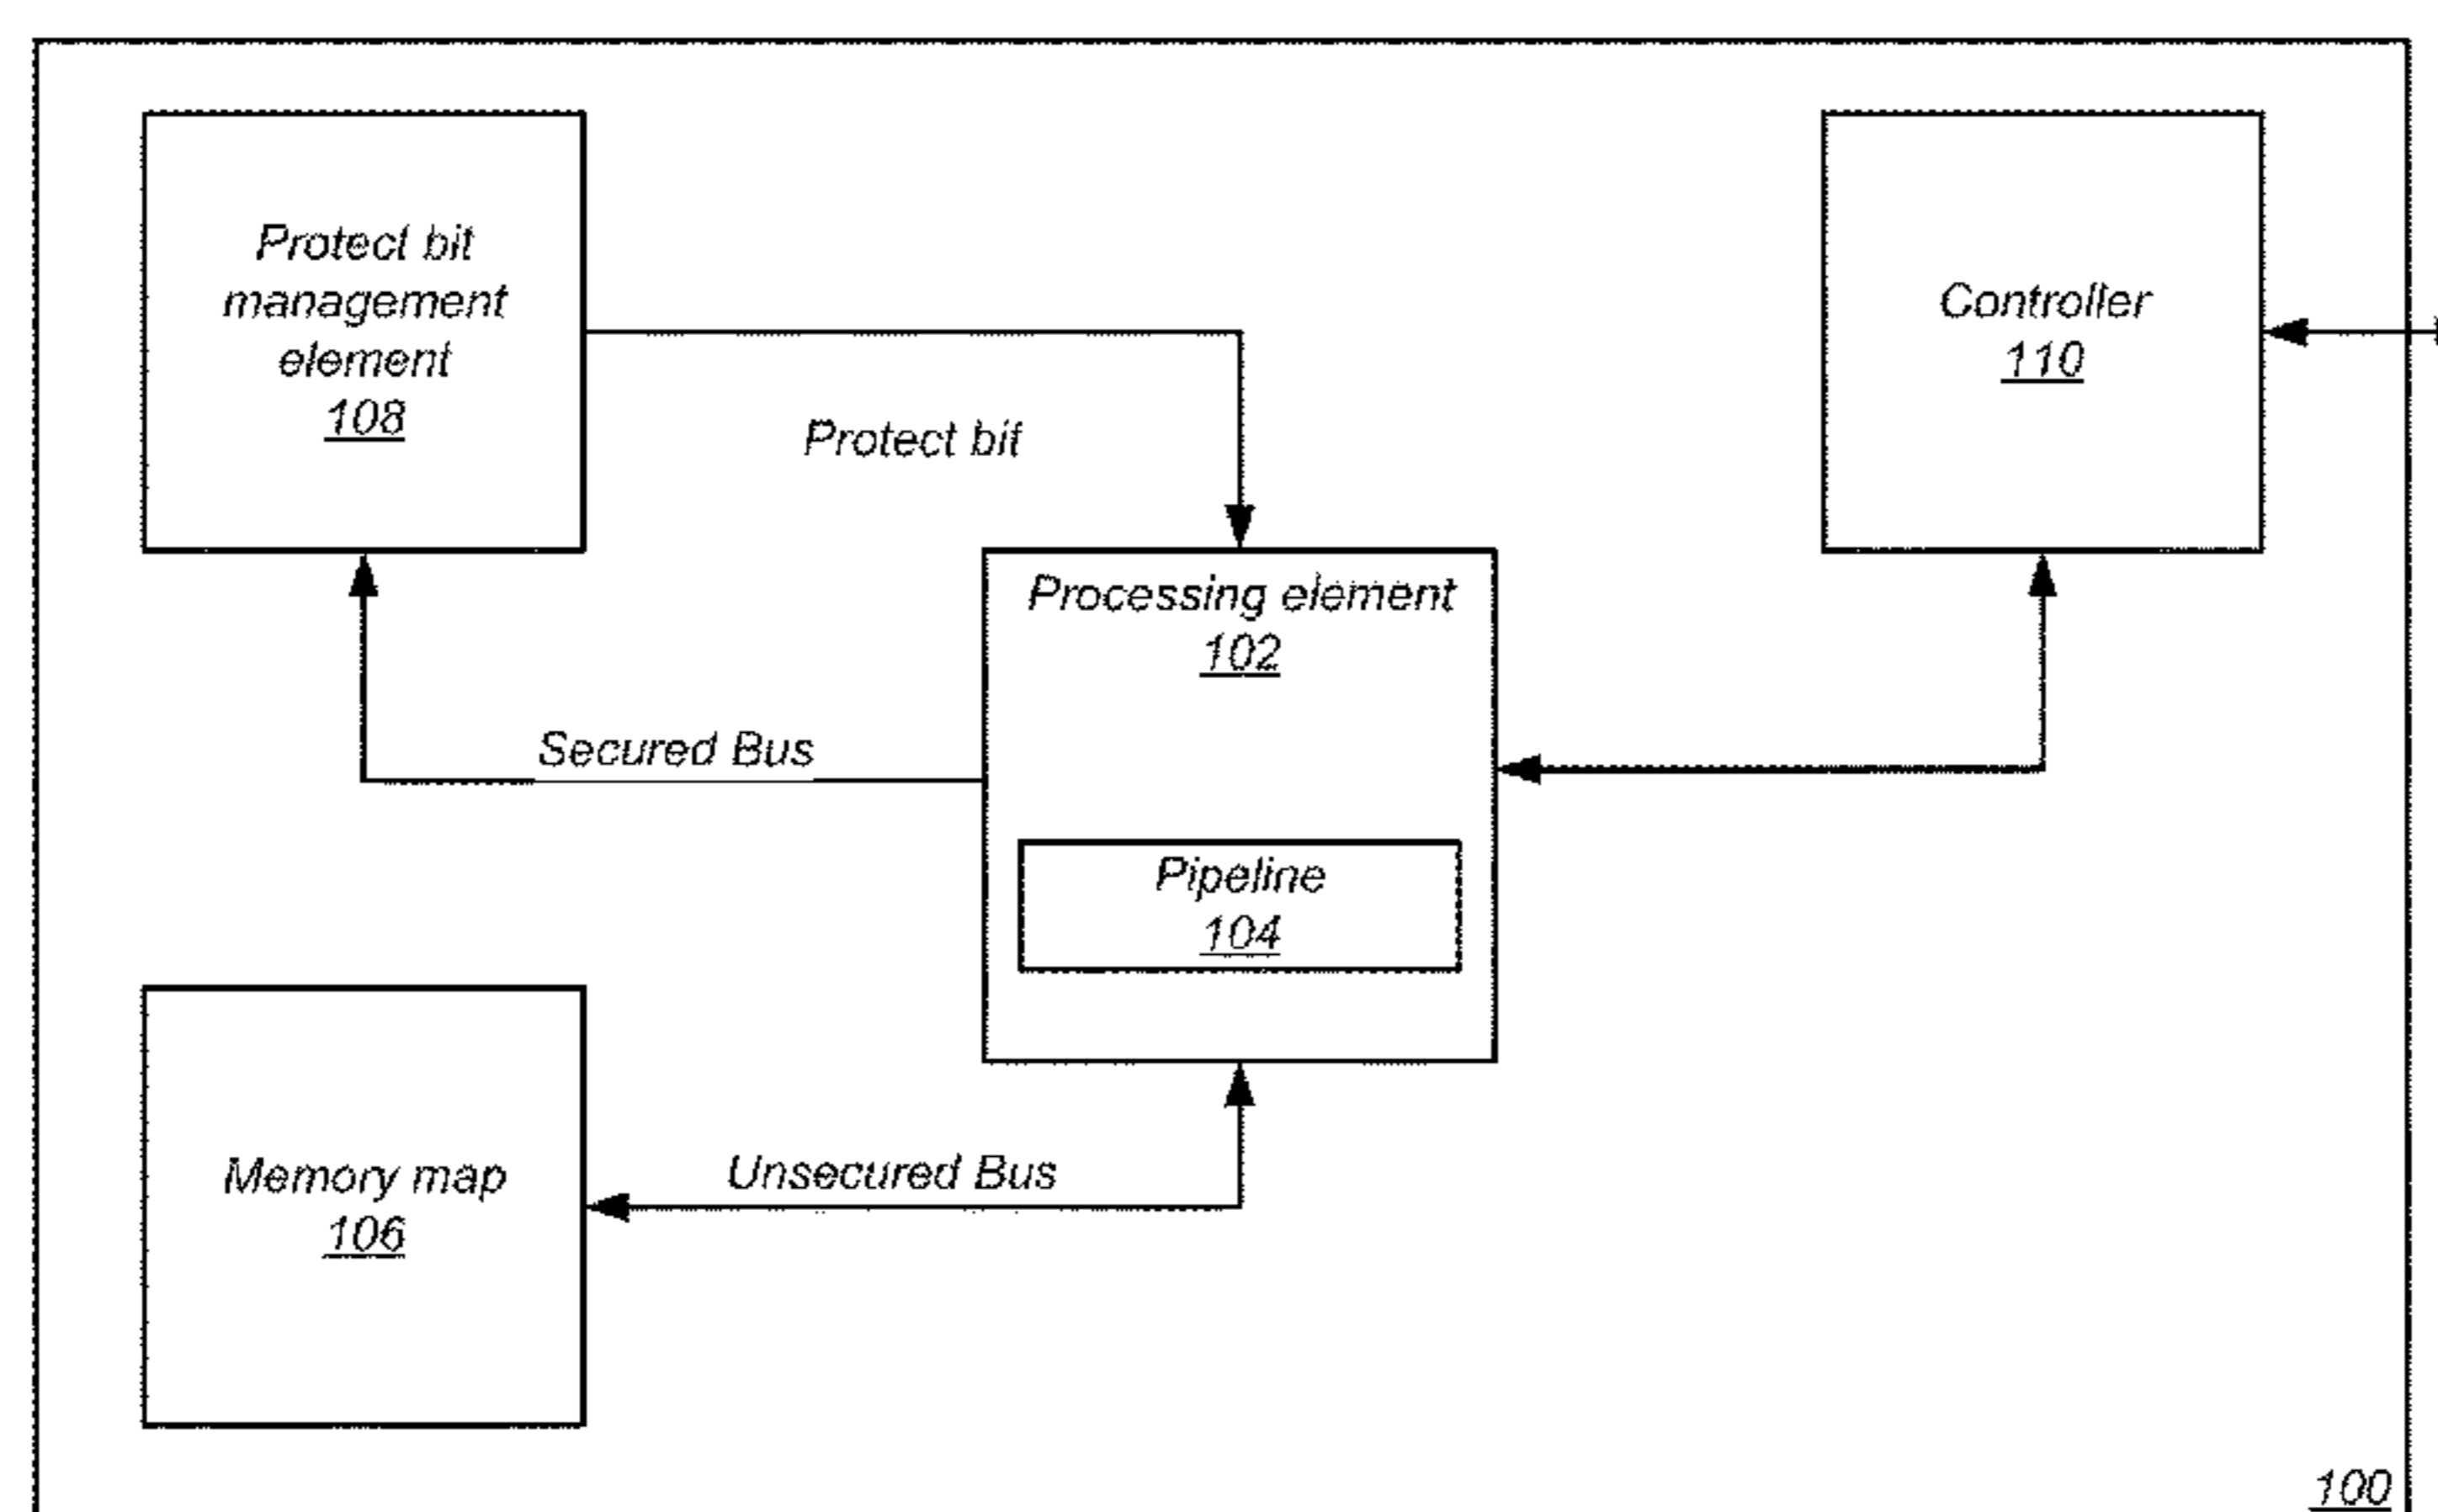 Protect bit
management
element
108
Protect bit
Controller
110
Processing element
102
Secured Bus
Pipeline
104
Memory map
106
Unsecured Bus
100